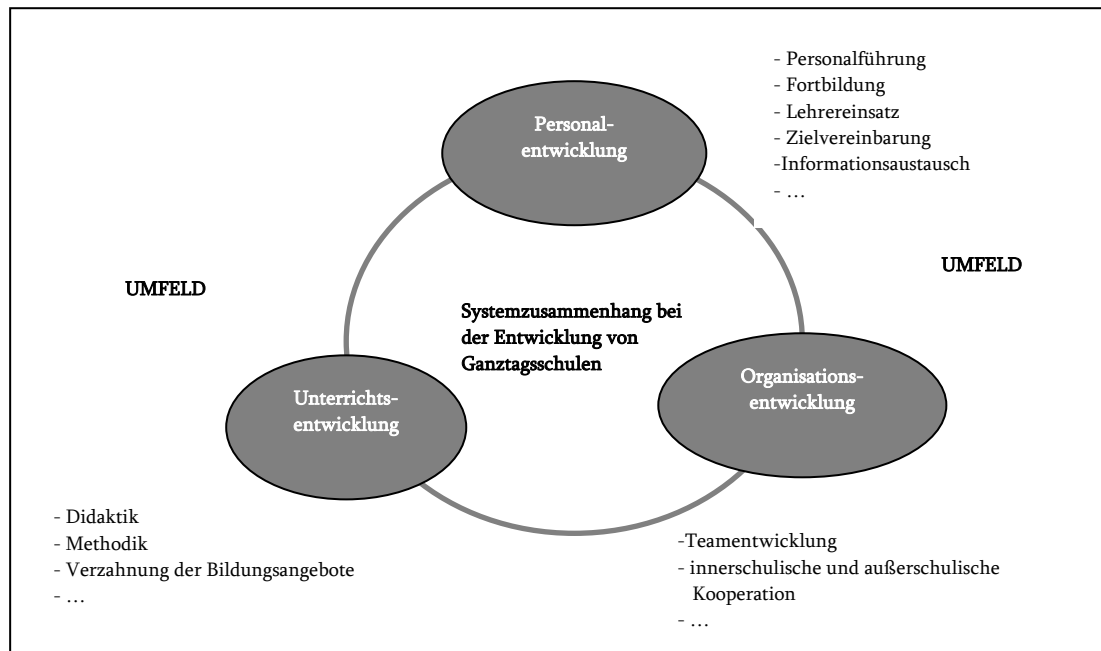 - Personalführung
- Fortbildung
- Lehrereinsatz
- Zielvereinbarung
-Informationsaustausch
- …
Personal-
entwicklung
UMFELD
UMFELD
Systemzusammenhang bei
der Entwicklung von
Ganztagsschulen
Unterrichts-
entwicklung
Organisations-
entwicklung
- Didaktik
- Methodik
- Verzahnung der Bildungsangebote
- …
-Teamentwicklung
- innerschulische und außerschulische
Kooperation
- …